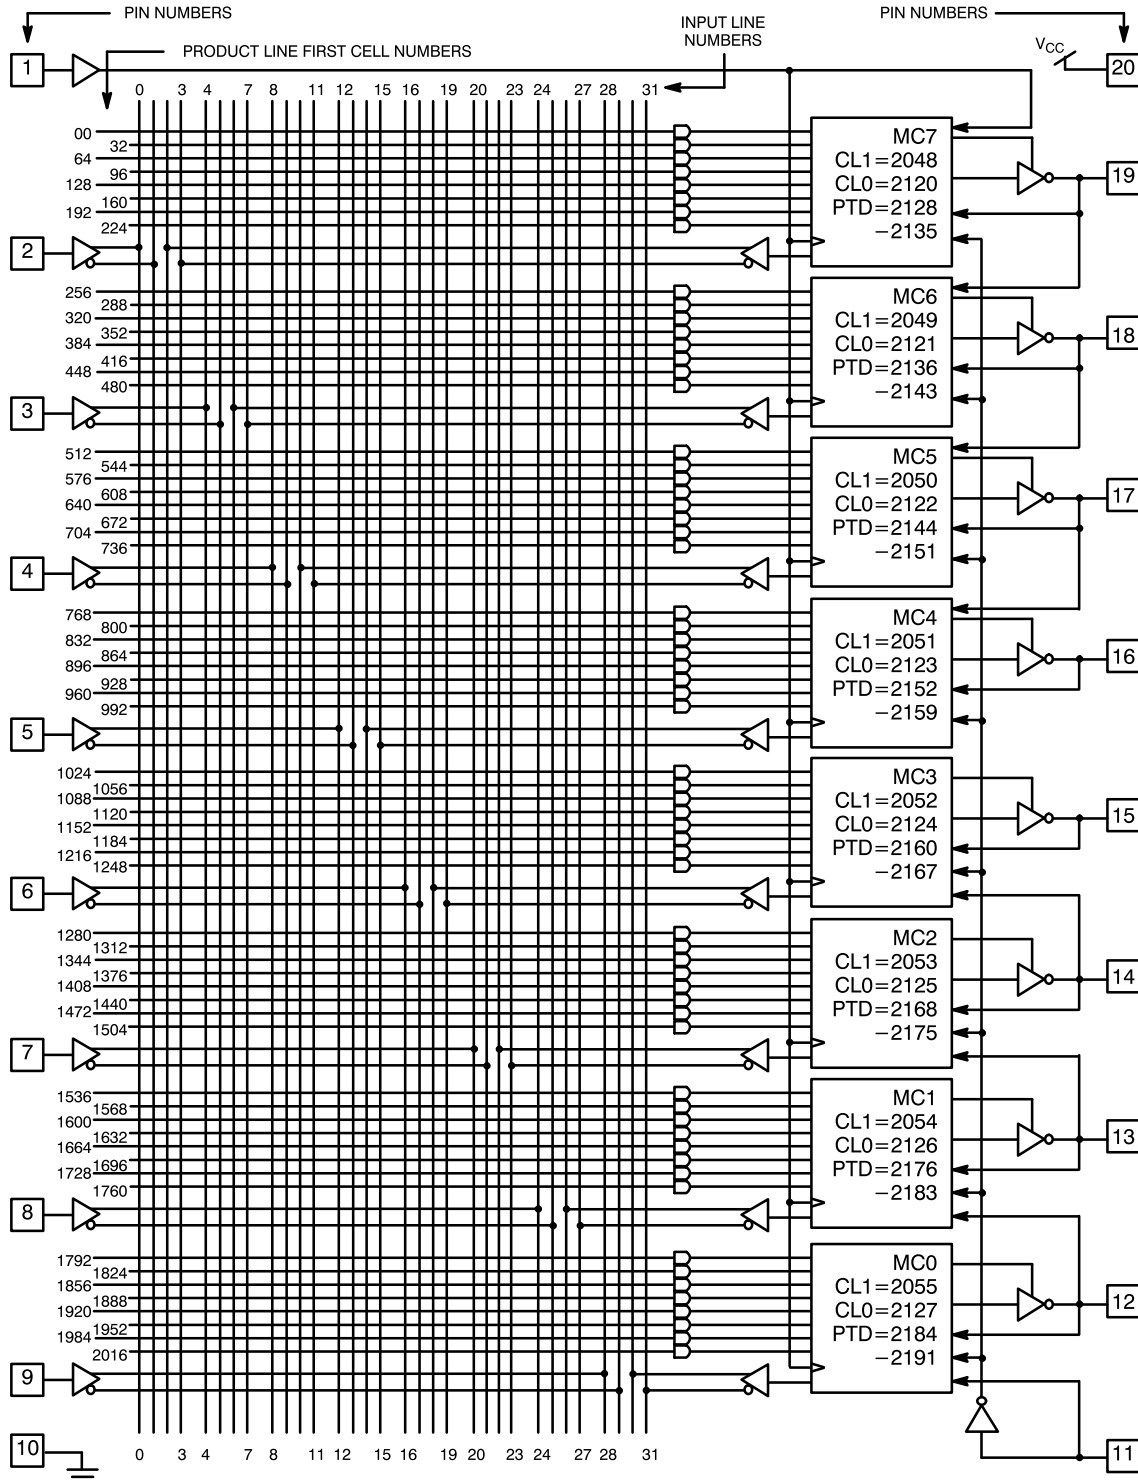 PIN NUMBERS
INPUT LINE
NUMBERS
PIN NUMBERS
PRODUCT LINE FIRST CELL NUMBERS
VCC
1
20
0 3 4 7 8 11 12 15 16 19 20 23 24 27 28 31
00
32
64
96
128
160
192
224
MC7
CL1=2048
CL0=2120
PTD=2128
−2135
19
2
256
288
320
352
384
416
448
480
MC6
CL1=2049
CL0=2121
PTD=2136
−2143
18
3
512
544
576
608
640
672
704
736
MC5
CL1=2050
CL0=2122
PTD=2144
−2151
17
4
768
800
832
864
896
928
960
992
MC4
CL1=2051
CL0=2123
PTD=2152
−2159
16
5
1024
1056
1088
1120
1152
1184
1216
1248
MC3
CL1=2052
CL0=2124
PTD=2160
−2167
15
6
1280
1312
1344
1376
1408
1440
1472
1504
MC2
CL1=2053
CL0=2125
PTD=2168
−2175
14
7
1536
1568
1600
1632
1664
1696
1728
1760
MC1
CL1=2054
CL0=2126
PTD=2176
−2183
13
8
1792
1824
1856
1888
1920
1952
1984
2016
MC0
CL1=2055
CL0=2127
PTD=2184
−2191
12
9
10
0 3 4 7 8 11 12 15 16 19 20 23 24 27 28 31
11